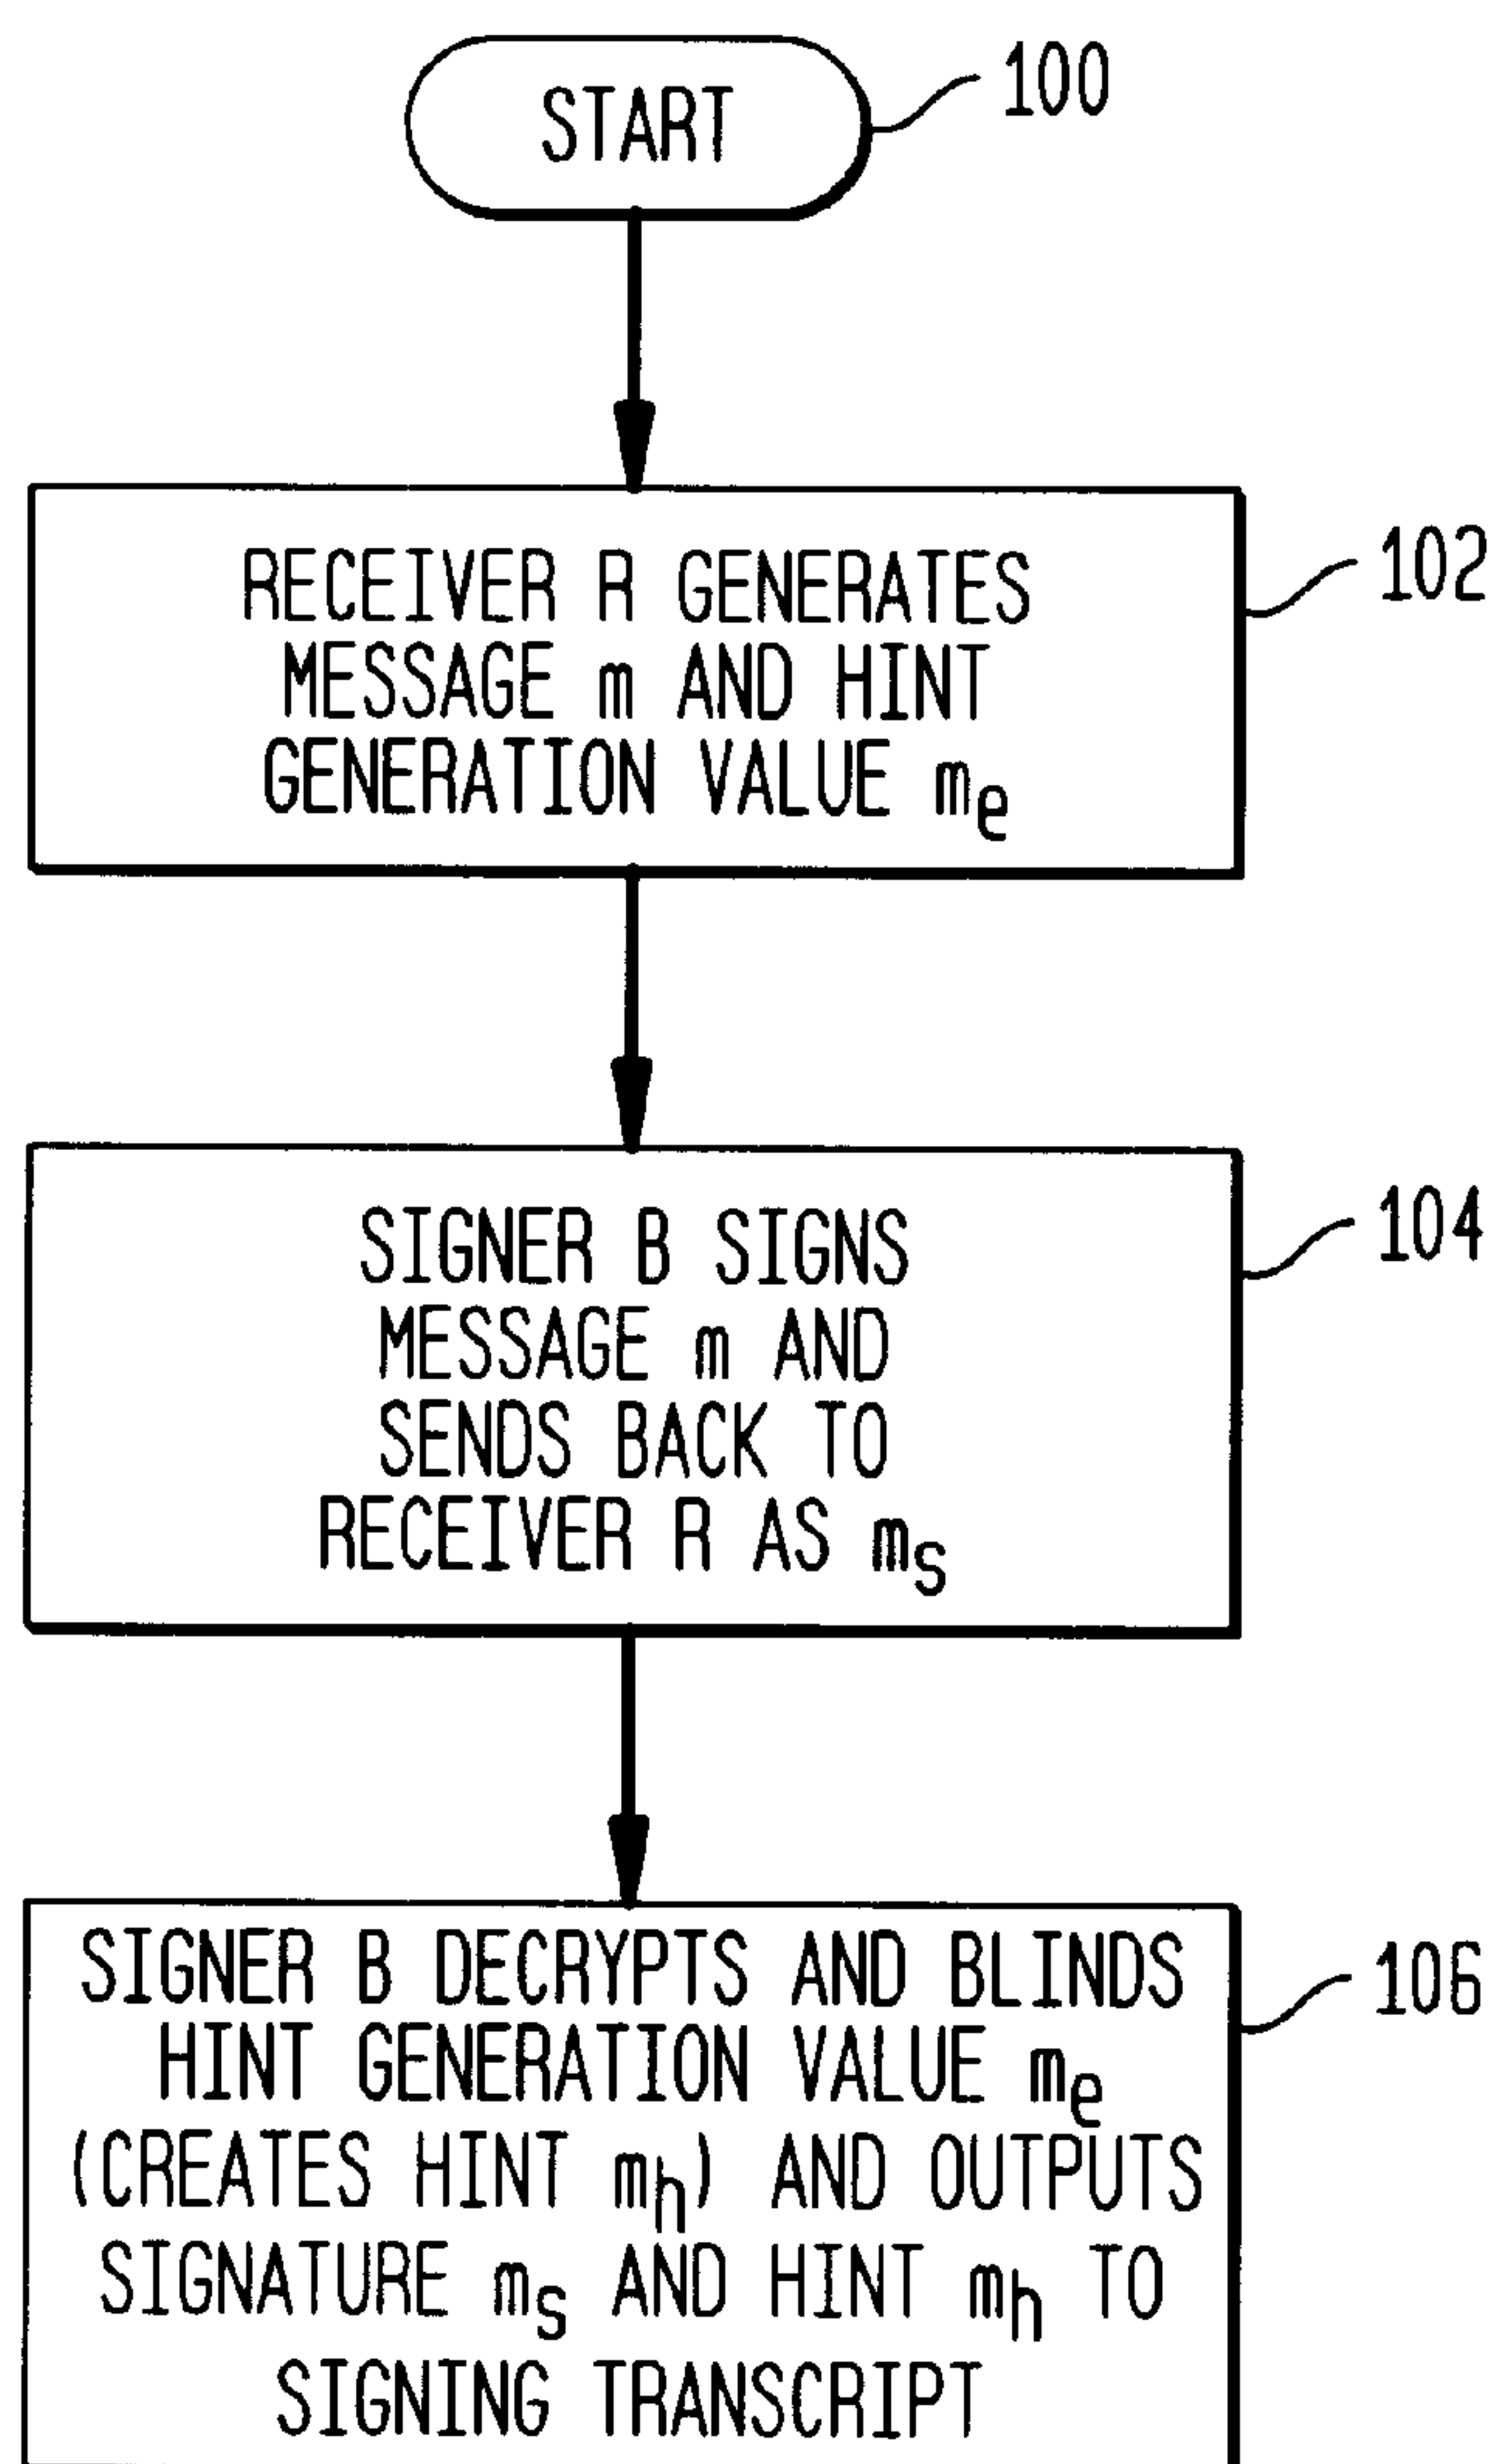 START
100
RECEIVER R GENERATES
MESSAGE m AND HINT
GENERATION VALUE mₑ
102
SIGNER B SIGNS
MESSAGE m AND
SENDS BACK TO
RECEIVER R AS mₛ
104
SIGNER B DECRYPTS AND BLINDS
HINT GENERATION VALUE mₑ
(CREATES HINT mₕ) AND OUTPUTS
SIGNATURE mₛ AND HINT mₕ TO
SIGNING TRANSCRIPT
106